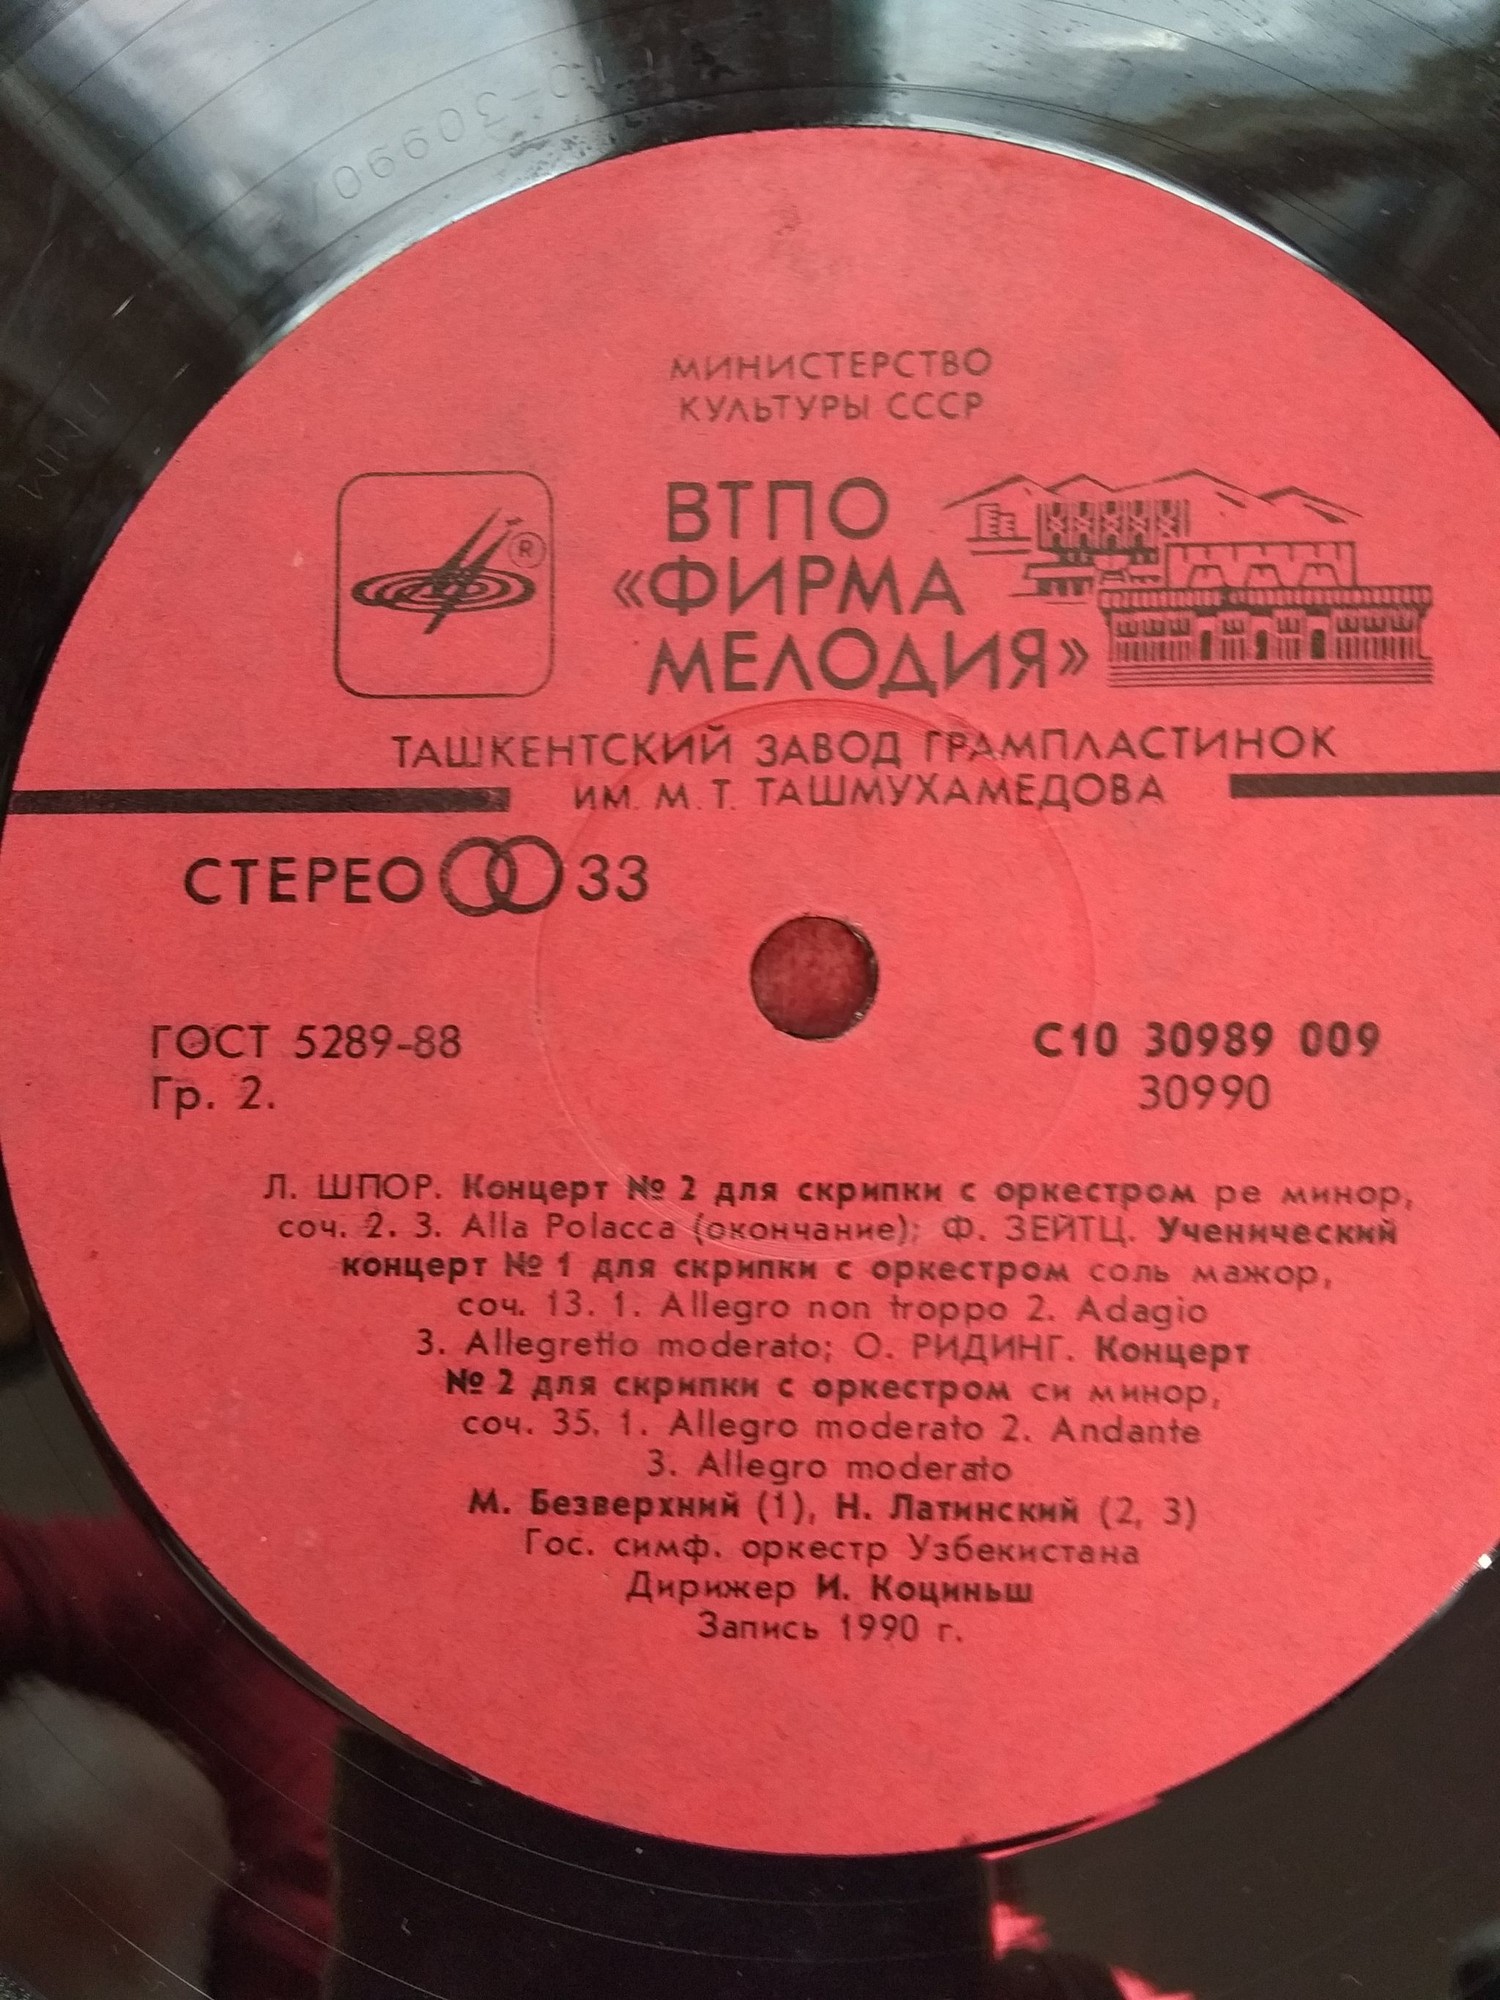 МИНИСТЕРСТВО
КУЛЬТУРЫ СССР
ВТПО
«ФИРМА
МЕЛОДИЯ»
®
ТАШКЕНТСКИЙ ЗАВОД ГРАМПЛАСТИНОК
ИМ. М. Т. ТАШМУХАМЕДОВА
СТЕРЕО 33
ГОСТ 5289-88
Гр. 2.
С10 30989 009
30990
Л. ШПОР. Концерт № 2 для скрипки с оркестром ре минор,
соч. 2. 3. Alla Polacca (окончание); Ф. ЗЕЙТЦ. Ученический
концерт № 1 для скрипки с оркестром соль мажор,
соч. 13. 1. Allegro non troppo 2. Adagio
3. Allegretto moderato; О. РИДИНГ. Концерт
№ 2 для скрипки с оркестром си минор,
соч. 35. 1. Allegro moderato 2. Andante
3. Allegro moderato
М. Безверхний (1), Н. Латинский (2, 3)
Гос. симф. оркестр Узбекистана
Дирижер И. Коциньш
Запись 1990 г.